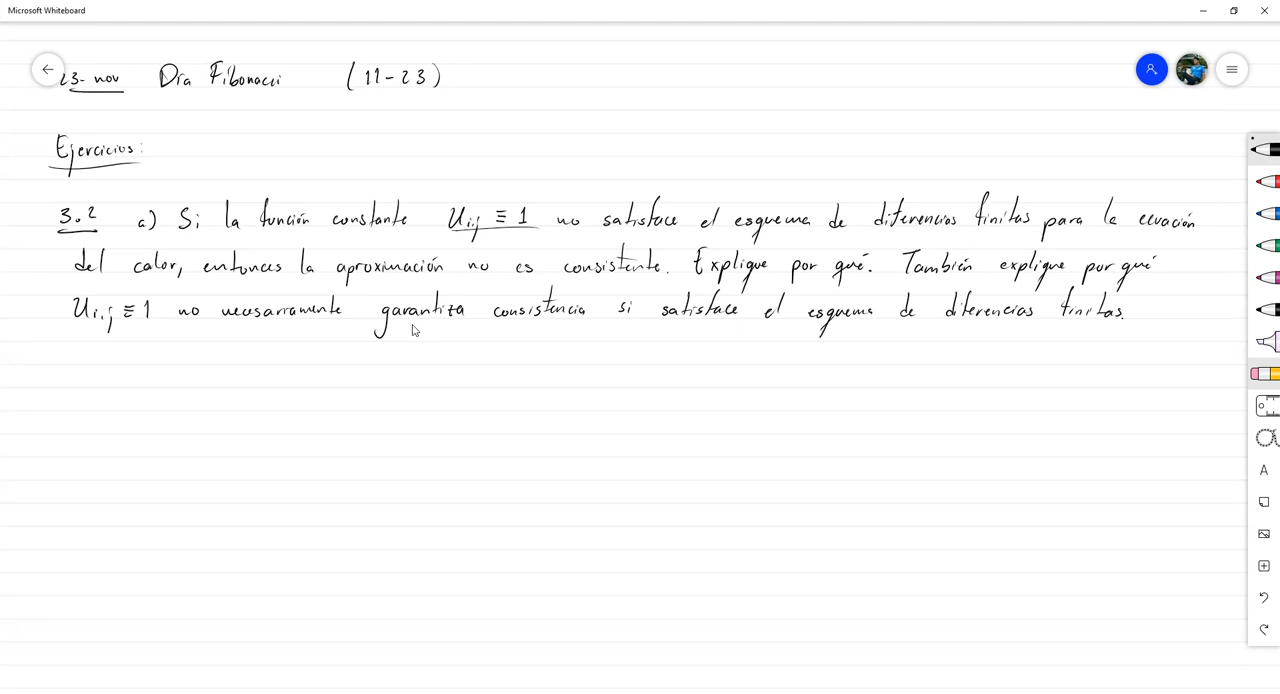 Microsoft Whiteboard
23-nov Día Fibonacci (11-23)
Ejercicios:
3.2 a) Si la función constante Ui,j ≡ 1 no satisface el esquema de diferencias finitas para la ecuación
del calor, entonces la aproximación no es consistente. Explique por qué. También explique por qué
Ui,j ≡ 1 no necesariamente garantiza consistencia si satisface el esquema de diferencias finitas.
A